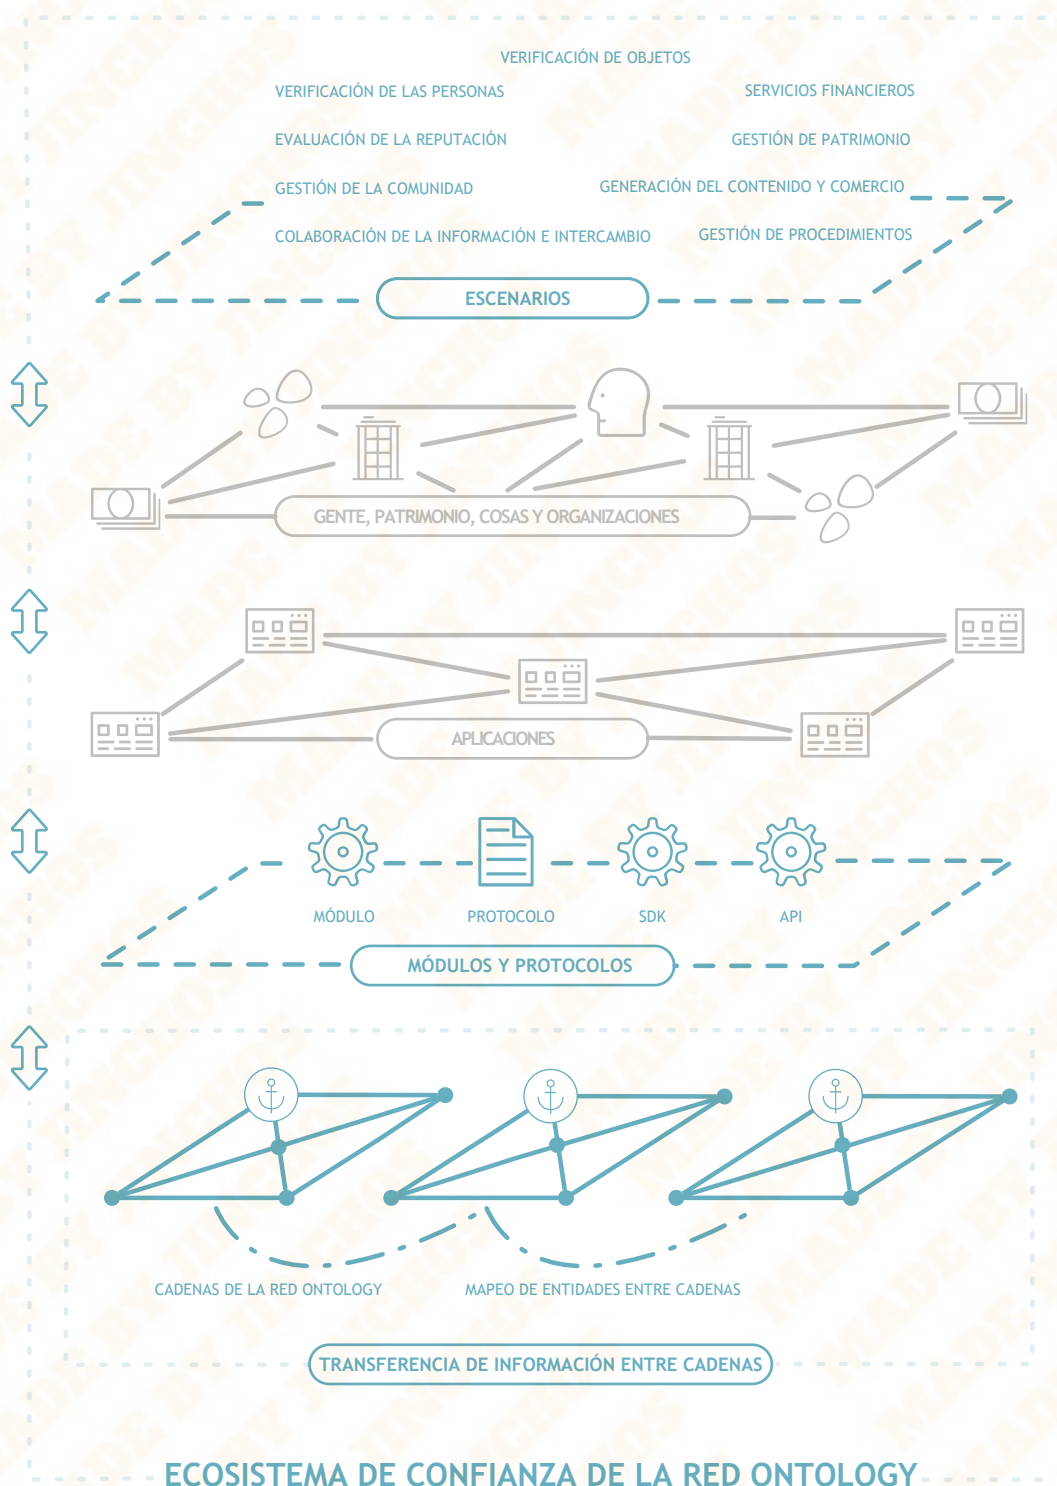 VERIFICACIÓN DE OBJETOS
VERIFICACIÓN DE LAS PERSONAS
SERVICIOS FINANCIEROS
EVALUACIÓN DE LA REPUTACIÓN
GESTIÓN DE PATRIMONIO
GESTIÓN DE LA COMUNIDAD
GENERACIÓN DEL CONTENIDO Y COMERCIO
COLABORACIÓN DE LA INFORMACIÓN E INTERCAMBIO
GESTIÓN DE PROCEDIMIENTOS
ESCENARIOS
GENTE, PATRIMONIO, COSAS Y ORGANIZACIONES
APLICACIONES
MÓDULO
PROTOCOLO
SDK
API
MÓDULOS Y PROTOCOLOS
CADENAS DE LA RED ONTOLOGY
MAPEO DE ENTIDADES ENTRE CADENAS
TRANSFERENCIA DE INFORMACIÓN ENTRE CADENAS
ECOSISTEMA DE CONFIANZA DE LA RED ONTOLOGY
MADE BY JINCHOS